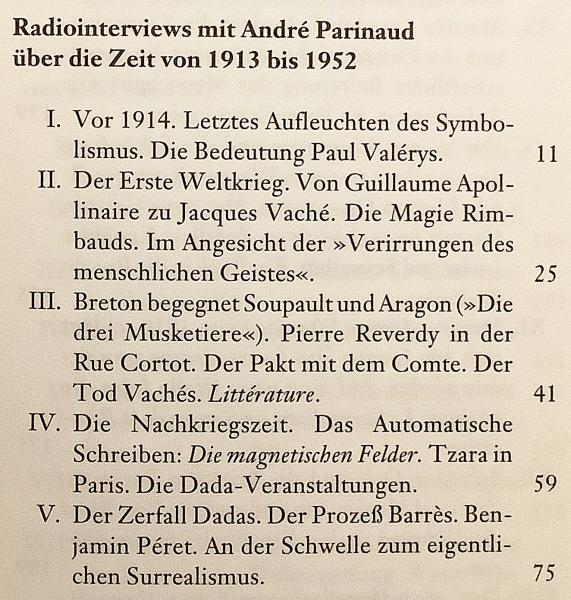 Radiointerviews mit André Parinaud
über die Zeit von 1913 bis 1952
I. Vor 1914. Letztes Aufleuchten des Symbo-
lismus. Die Bedeutung Paul Valérys. 11
II. Der Erste Weltkrieg. Von Guillaume Apol-
linaire zu Jacques Vaché. Die Magie Rim-
bauds. Im Angesicht der »Verirrungen des
menschlichen Geistes«. 25
III. Breton begegnet Soupault und Aragon (»Die
drei Musketiere«). Pierre Reverdy in der
Rue Cortot. Der Pakt mit dem Comte. Der
Tod Vachés. Littérature. 41
IV. Die Nachkriegszeit. Das Automatische
Schreiben: Die magnetischen Felder. Tzara in
Paris. Die Dada-Veranstaltungen. 59
V. Der Zerfall Dadas. Der Prozeß Barrès. Ben-
jamin Péret. An der Schwelle zum eigentli-
chen Surrealismus. 75